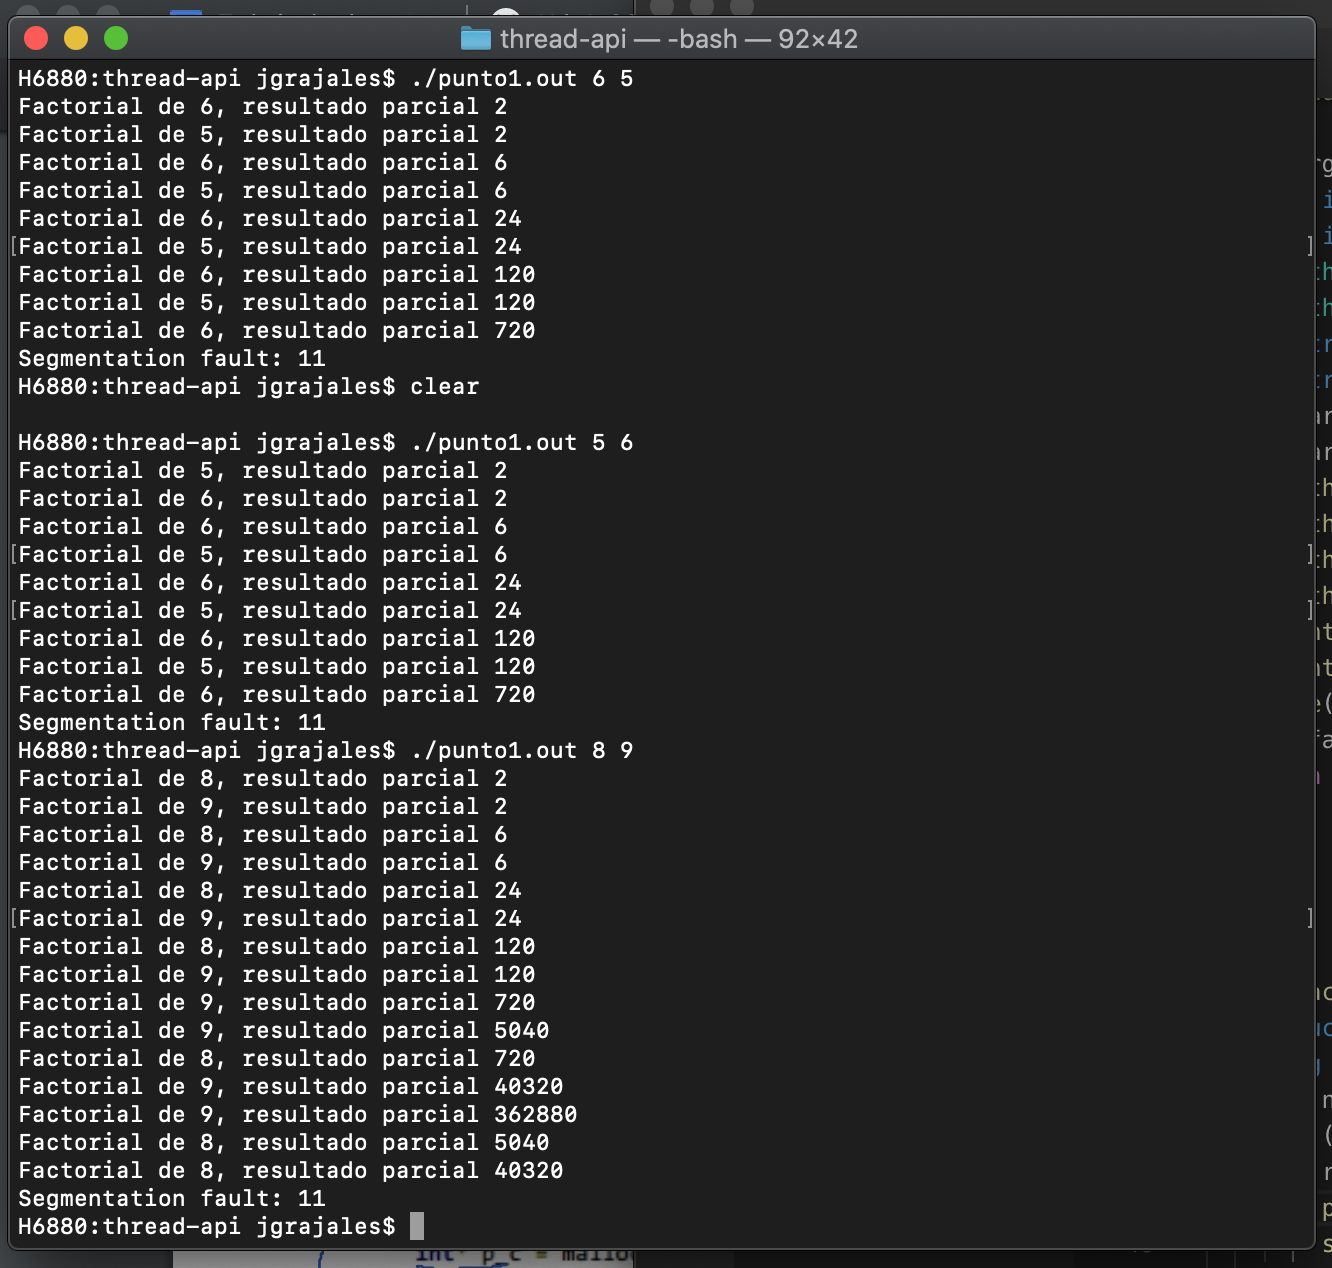 thread-api — -bash — 92×42
H6880:thread-api jgrajales$ ./punto1.out 6 5
Factorial de 6, resultado parcial 2
Factorial de 5, resultado parcial 2
Factorial de 6, resultado parcial 6
Factorial de 5, resultado parcial 6
Factorial de 6, resultado parcial 24
[Factorial de 5, resultado parcial 24 ]
Factorial de 6, resultado parcial 120
Factorial de 5, resultado parcial 120
Factorial de 6, resultado parcial 720
Segmentation fault: 11
H6880:thread-api jgrajales$ clear
H6880:thread-api jgrajales$ ./punto1.out 5 6
Factorial de 5, resultado parcial 2
Factorial de 6, resultado parcial 2
Factorial de 6, resultado parcial 6
[Factorial de 5, resultado parcial 6 ]
Factorial de 6, resultado parcial 24
[Factorial de 5, resultado parcial 24 ]
Factorial de 6, resultado parcial 120
Factorial de 5, resultado parcial 120
Factorial de 6, resultado parcial 720
Segmentation fault: 11
H6880:thread-api jgrajales$ ./punto1.out 8 9
Factorial de 8, resultado parcial 2
Factorial de 9, resultado parcial 2
Factorial de 8, resultado parcial 6
Factorial de 9, resultado parcial 6
Factorial de 8, resultado parcial 24
[Factorial de 9, resultado parcial 24 ]
Factorial de 8, resultado parcial 120
Factorial de 9, resultado parcial 120
Factorial de 9, resultado parcial 720
Factorial de 9, resultado parcial 5040
Factorial de 8, resultado parcial 720
Factorial de 9, resultado parcial 40320
Factorial de 9, resultado parcial 362880
Factorial de 8, resultado parcial 5040
Factorial de 8, resultado parcial 40320
Segmentation fault: 11
H6880:thread-api jgrajales$